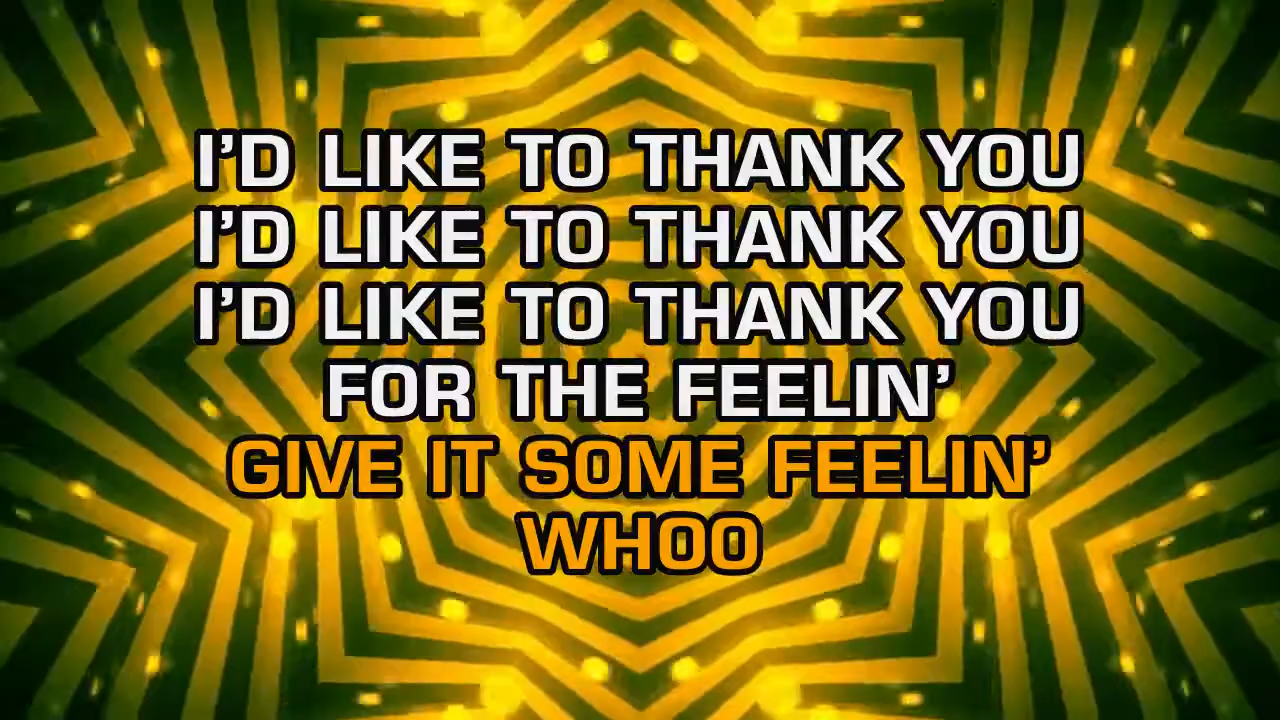 I’D LIKE TO THANK YOU
I’D LIKE TO THANK YOU
I’D LIKE TO THANK YOU
FOR THE FEELIN’
GIVE IT SOME FEELIN’
WHOO